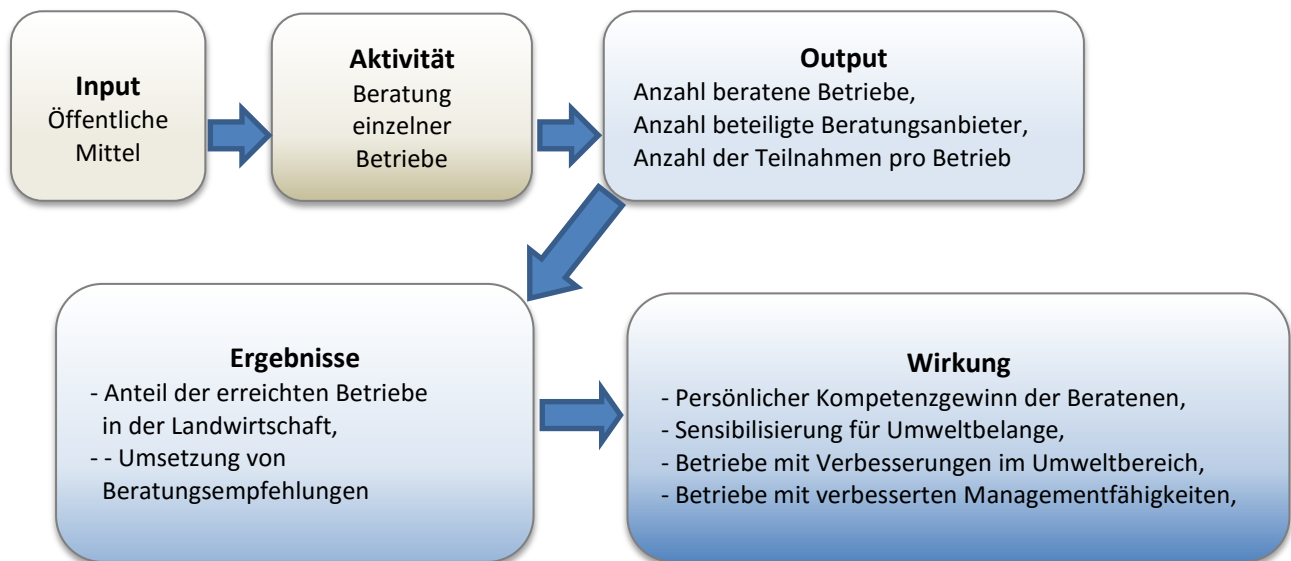 Input
Öffentliche
Mittel
Aktivität
Beratung
einzelner
Betriebe
Output
Anzahl beratene Betriebe,
Anzahl beteiligte Beratungsanbieter,
Anzahl der Teilnahmen pro Betrieb
Ergebnisse
- Anteil der erreichten Betriebe
in der Landwirtschaft,
- - Umsetzung von
Beratungsempfehlungen
Wirkung
- Persönlicher Kompetenzgewinn der Beratenen,
- Sensibilisierung für Umweltbelange,
- Betriebe mit Verbesserungen im Umweltbereich,
- Betriebe mit verbesserten Managementfähigkeiten,